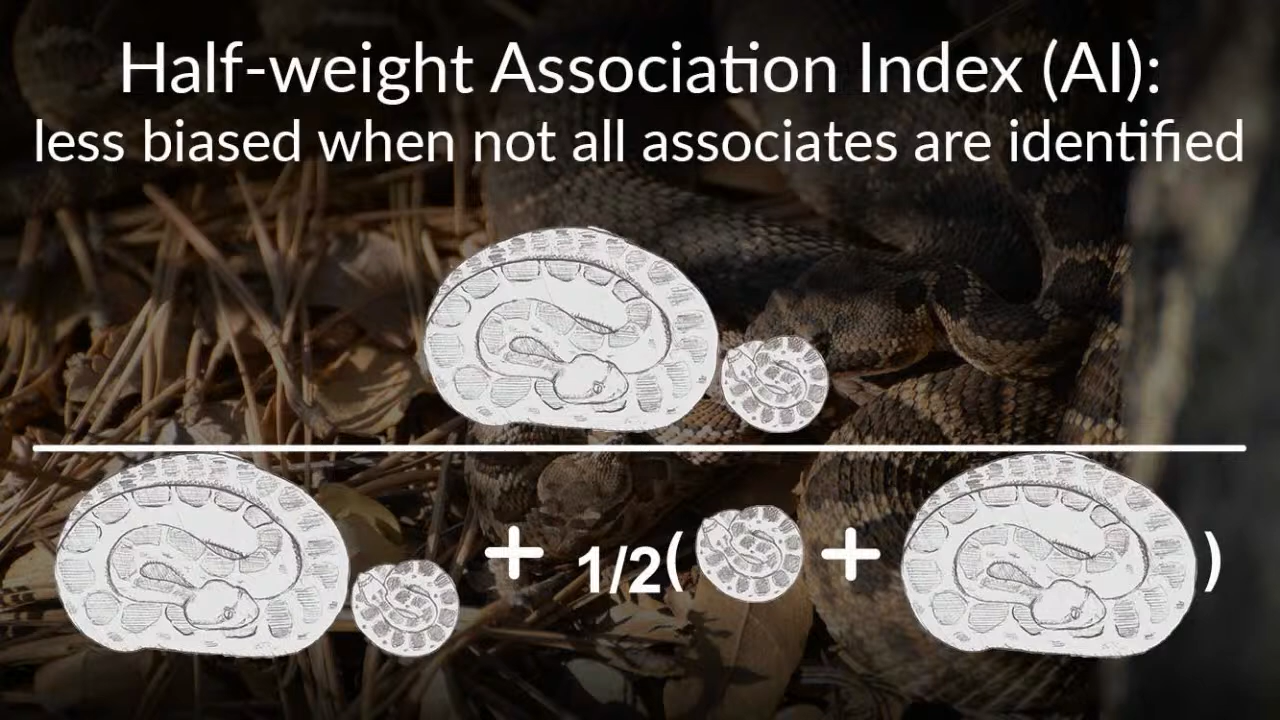 Half-weight Association Index (AI):
less biased when not all associates are identified
+ 1/2( + )